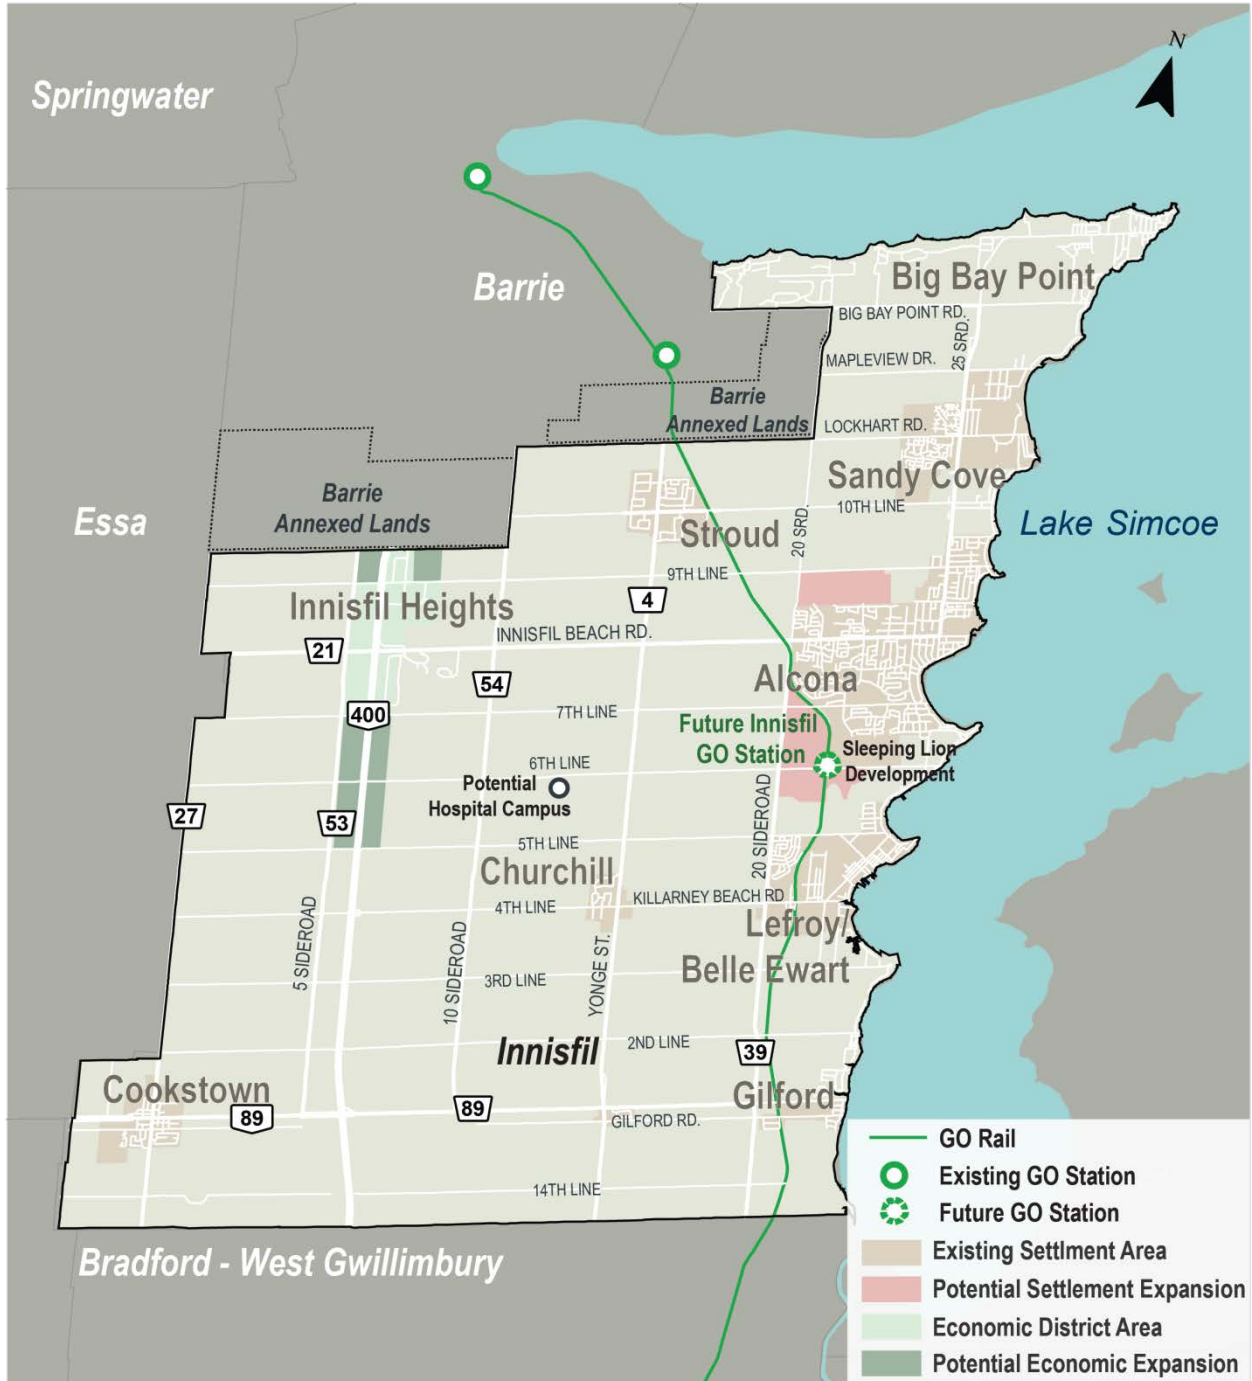 N
Springwater
Barrie
Big Bay Point
BIG BAY POINT RD.
25 SRD.
MAPLEVIEW DR.
Barrie
Annexed Lands
LOCKHART RD.
Sandy Cove
10TH LINE
Barrie
Annexed Lands
Essa
Lake Simcoe
Stroud
20 SRD.
9TH LINE
4
Innisfil Heights
INNISFIL BEACH RD.
21
54
Alcona
400
7TH LINE
Future Innisfil
GO Station
Sleeping Lion
Development
6TH LINE
Potential
Hospital Campus
27
53
20 SIDEROAD
5TH LINE
Churchill
KILLARNEY BEACH RD
4TH LINE
Lefroy/
Belle Ewart
5 SIDEROAD
10 SIDEROAD
YONGE ST.
3RD LINE
Innisfil
2ND LINE
39
Cookstown
89
89
Gilford
GILFORD RD.
14TH LINE
Bradford - West Gwillimbury
GO Rail
Existing GO Station
Future GO Station
Existing Settlment Area
Potential Settlement Expansion
Economic District Area
Potential Economic Expansion